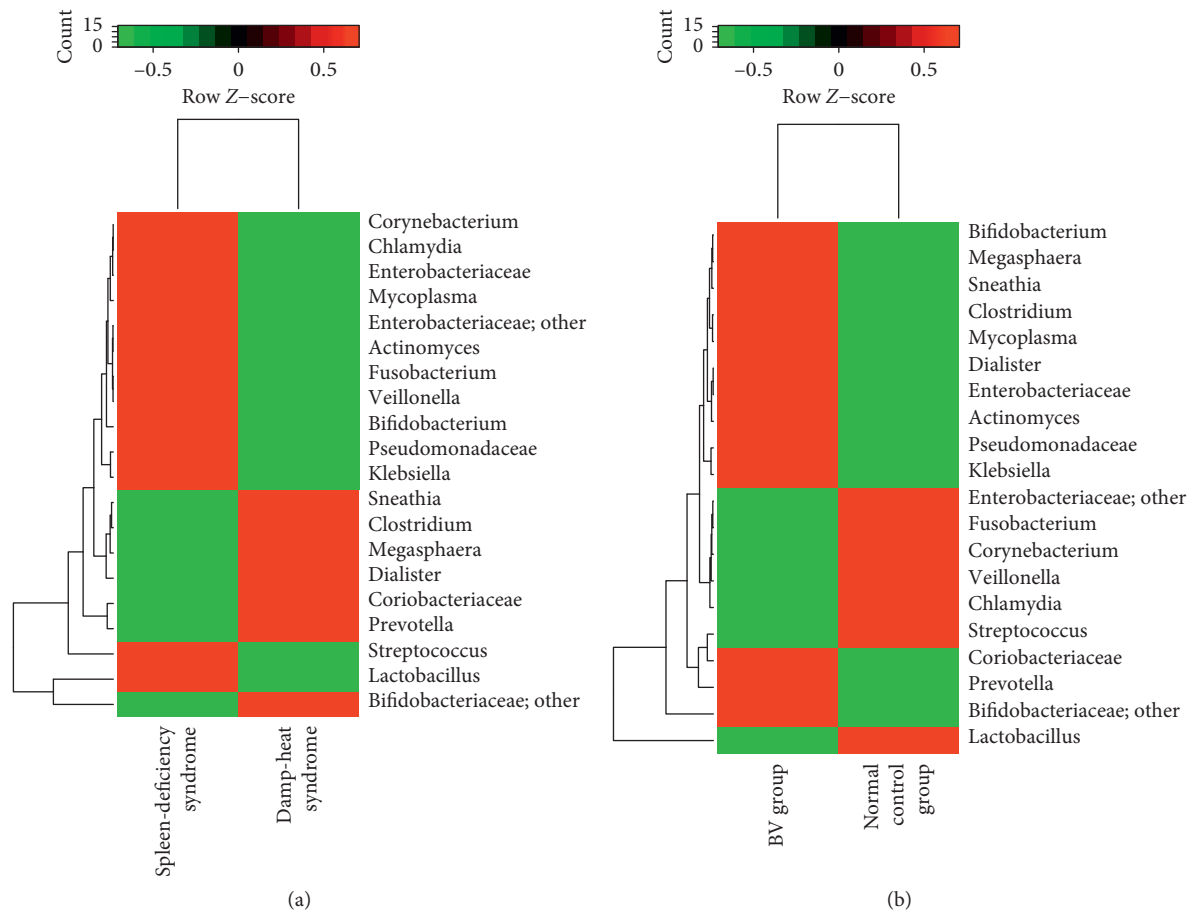 Count
15
0
−0.5
0
0.5
Row Z−score
Corynebacterium
Chlamydia
Enterobacteriaceae
Mycoplasma
Enterobacteriaceae; other
Actinomyces
Fusobacterium
Veillonella
Bifidobacterium
Pseudomonadaceae
Klebsiella
Sneathia
Clostridium
Megasphaera
Dialister
Coriobacteriaceae
Prevotella
Streptococcus
Lactobacillus
Bifidobacteriaceae; other
Spleen-deficiency
syndrome
Damp-heat
syndrome
(a)
Count
15
0
−0.5
0
0.5
Row Z−score
Bifidobacterium
Megasphaera
Sneathia
Clostridium
Mycoplasma
Dialister
Enterobacteriaceae
Actinomyces
Pseudomonadaceae
Klebsiella
Enterobacteriaceae; other
Fusobacterium
Corynebacterium
Veillonella
Chlamydia
Streptococcus
Coriobacteriaceae
Prevotella
Bifidobacteriaceae; other
Lactobacillus
BV group
Normal
control
group
(b)